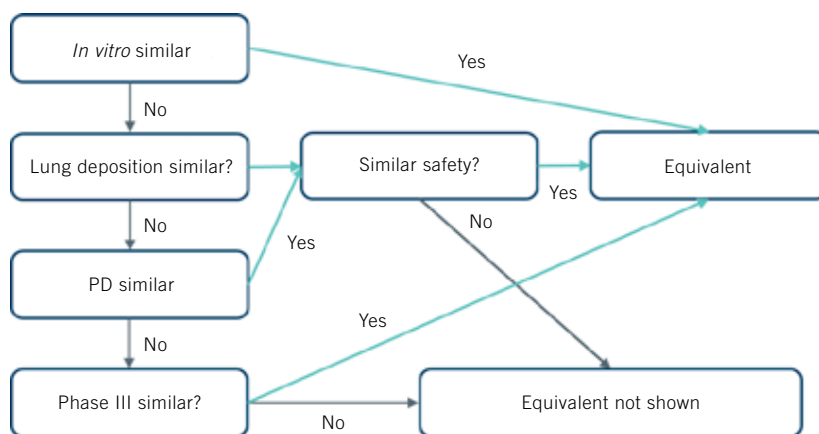 In vitro similar
Yes
No
Lung deposition similar?
Similar safety?
Equivalent
Yes
No
No
Yes
PD similar
Yes
No
Phase III similar?
No
Equivalent not shown